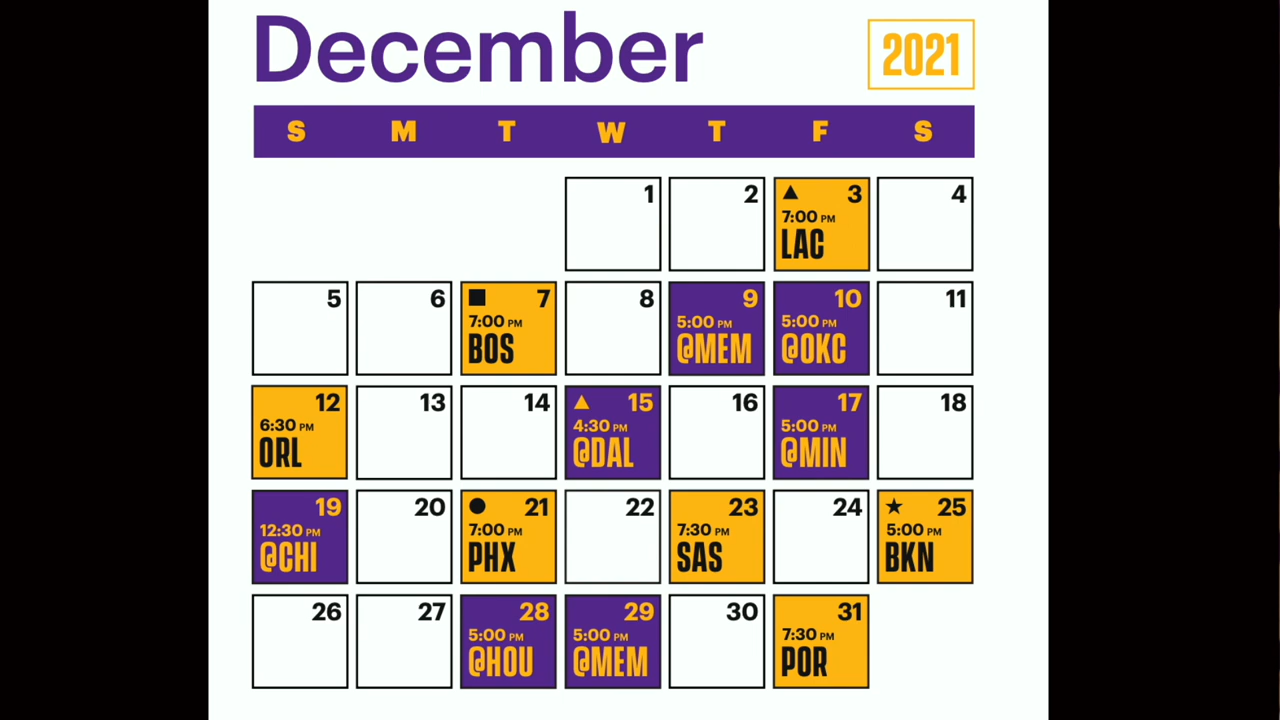 December
2021
S M T W T F S
1 2 3 4
7:00 PM
LAC
5 6 7 8 9 10 11
7:00 PM 5:00 PM 5:00 PM
BOS @MEM @OKC
12 13 14 15 16 17 18
6:30 PM 4:30 PM 5:00 PM
ORL @DAL @MIN
19 20 21 22 23 24 25
12:30 PM 7:00 PM 7:30 PM 5:00 PM
@CHI PHX SAS BKN
26 27 28 29 30 31
5:00 PM 5:00 PM 7:30 PM
@HOU @MEM POR